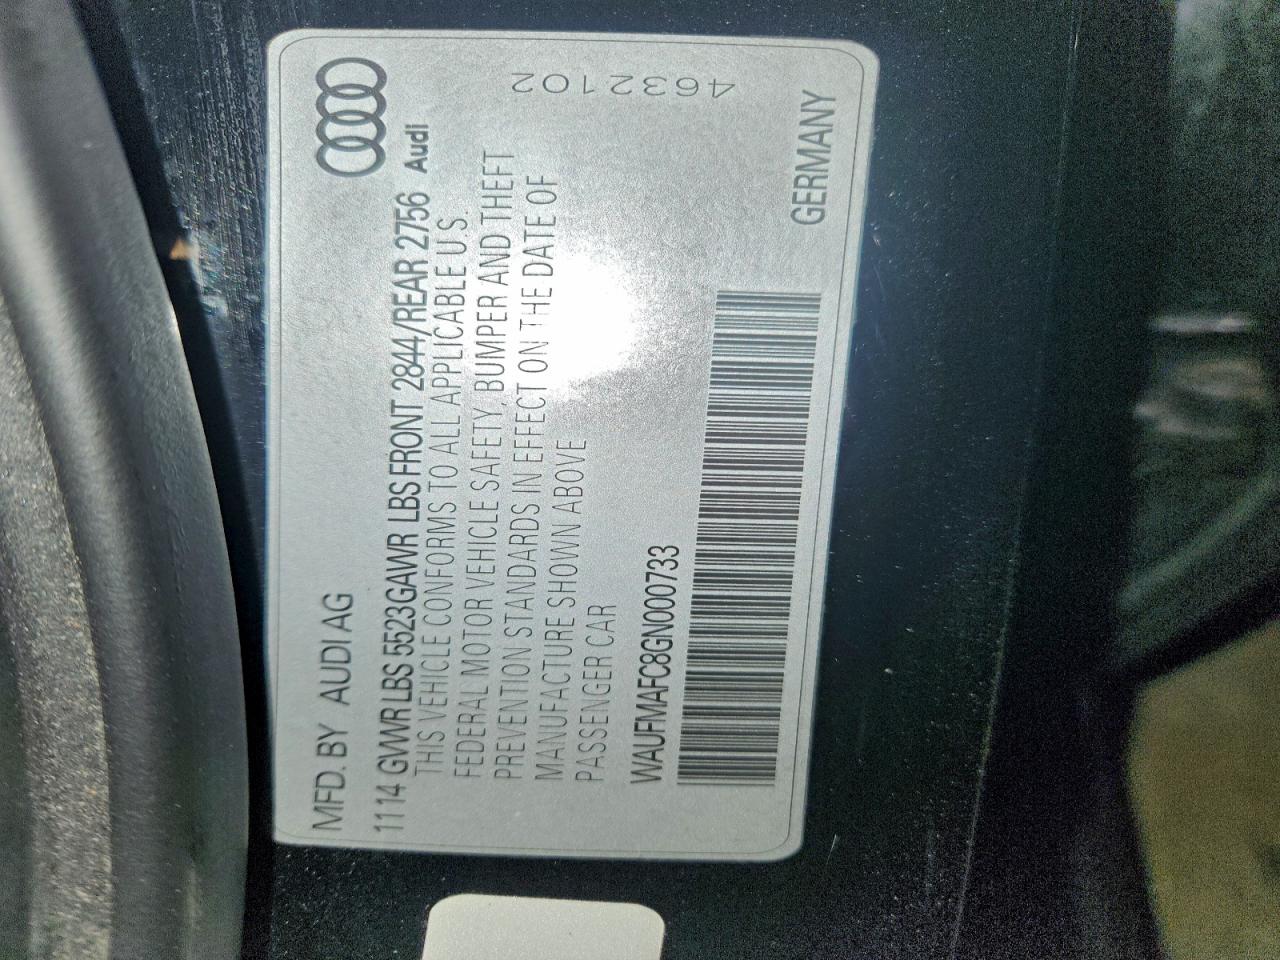 MFD. BY AUDI AG
1114 GVWR LBS 5523 GAWR LBS FRONT 2844/REAR 2756
Audi
THIS VEHICLE CONFORMS TO ALL APPLICABLE U.S.
FEDERAL MOTOR VEHICLE SAFETY, BUMPER AND THEFT
PREVENTION STANDARDS IN EFFECT ON THE DATE OF
MANUFACTURE SHOWN ABOVE
PASSENGER CAR
4632102
WAUFMAFC8GN000733
GERMANY